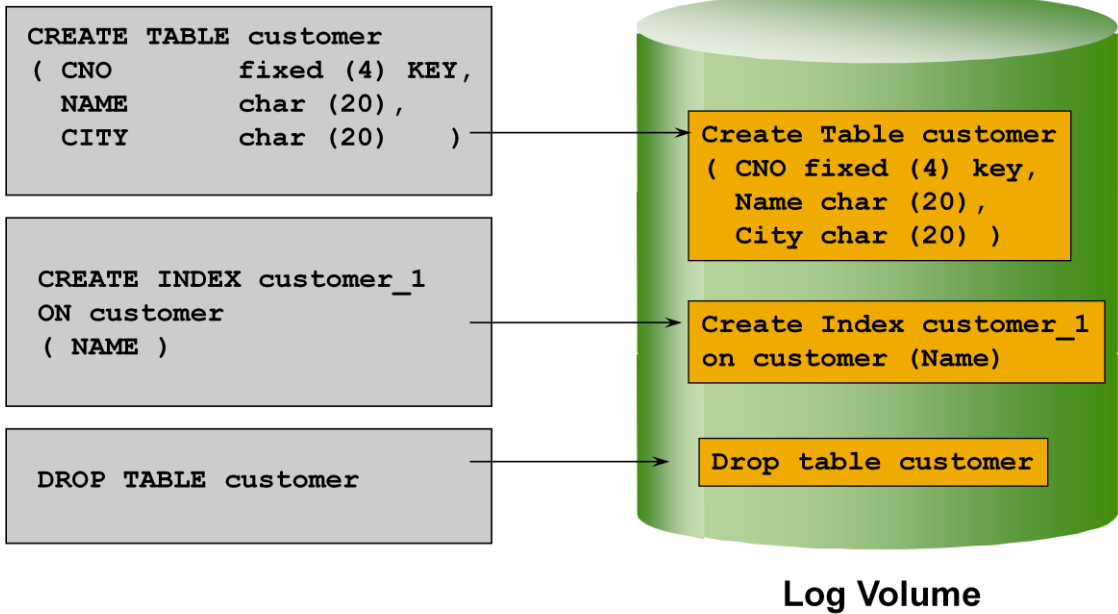 CREATE TABLE customer
( CNO fixed (4) KEY,
NAME char (20),
CITY char (20) )
CREATE INDEX customer_1
ON customer
( NAME )
DROP TABLE customer
Create Table customer
( CNO fixed (4) key,
Name char (20),
City char (20) )
Create Index customer_1
on customer (Name)
Drop table customer
Log Volume